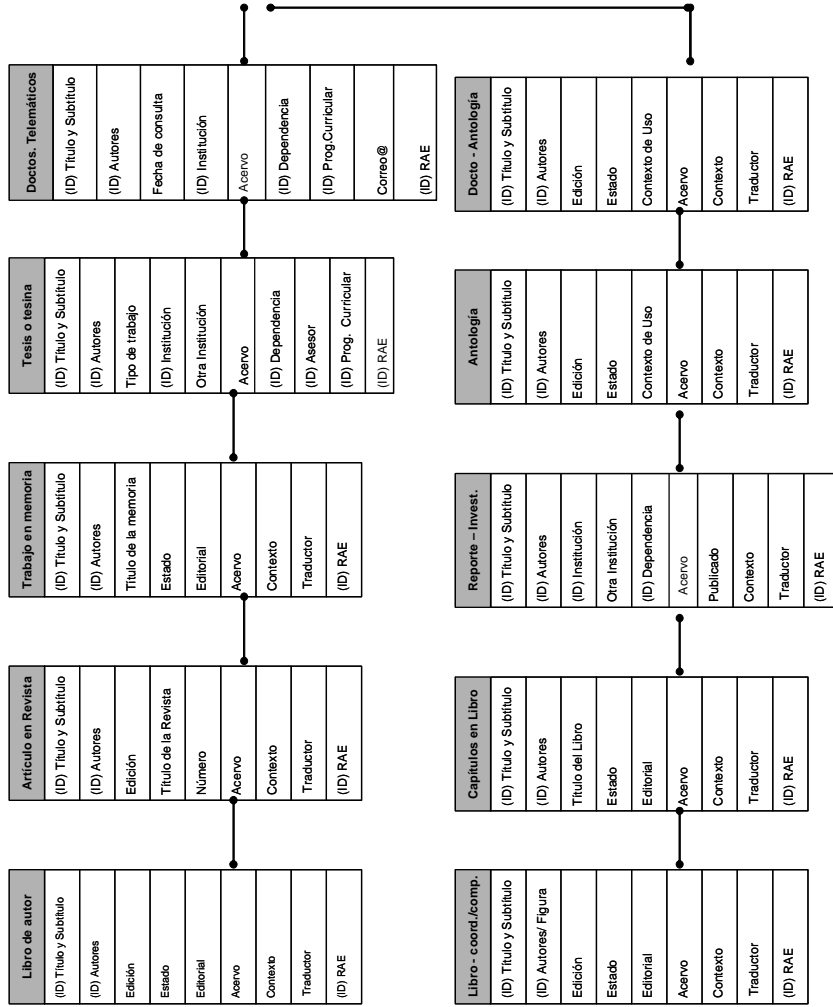 Libro de autor
(ID) Título y Subtítulo
(ID) Autores
Edición
Estado
Editorial
Acervo
Contexto
Traductor
(ID) RAE
Artículo en Revista
(ID) Título y Subtítulo
(ID) Autores
Edición
Título de la Revista
Número
Acervo
Contexto
Traductor
(ID) RAE
Trabajo en memoria
(ID) Título y Subtítulo
(ID) Autores
Título de la memoria
Estado
Editorial
Acervo
Contexto
Traductor
(ID) RAE
Tesis o tesina
(ID) Título y Subtítulo
(ID) Autores
Tipo de trabajo
(ID) Institución
Otra Institución
Acervo
(ID) Dependencia
(ID) Asesor
(ID) Prog. Curricular
(ID) RAE
Doctos. Telemáticos
(ID) Título y Subtítulo
(ID) Autores
Fecha de consulta
(ID) Institución
Acervo
(ID) Dependencia
(ID) Prog.Curricular
Correo@
(ID) RAE
Libro - coord./comp.
(ID) Título y Subtítulo
(ID) Autores/ Figura
Edición
Estado
Editorial
Acervo
Contexto
Traductor
(ID) RAE
Capítulos en Libro
(ID) Título y Subtítulo
(ID) Autores
Título del Libro
Estado
Editorial
Acervo
Contexto
Traductor
(ID) RAE
Reporte – Invest.
(ID) Título y Subtítulo
(ID) Autores
(ID) Institución
Otra Institución
(ID) Dependencia
Acervo
Publicado
Contexto
Traductor
(ID) RAE
Antología
(ID) Título y Subtítulo
(ID) Autores
Edición
Estado
Contexto de Uso
Acervo
Contexto
Traductor
(ID) RAE
Docto - Antología
(ID) Título y Subtítulo
(ID) Autores
Edición
Estado
Contexto de Uso
Acervo
Contexto
Traductor
(ID) RAE